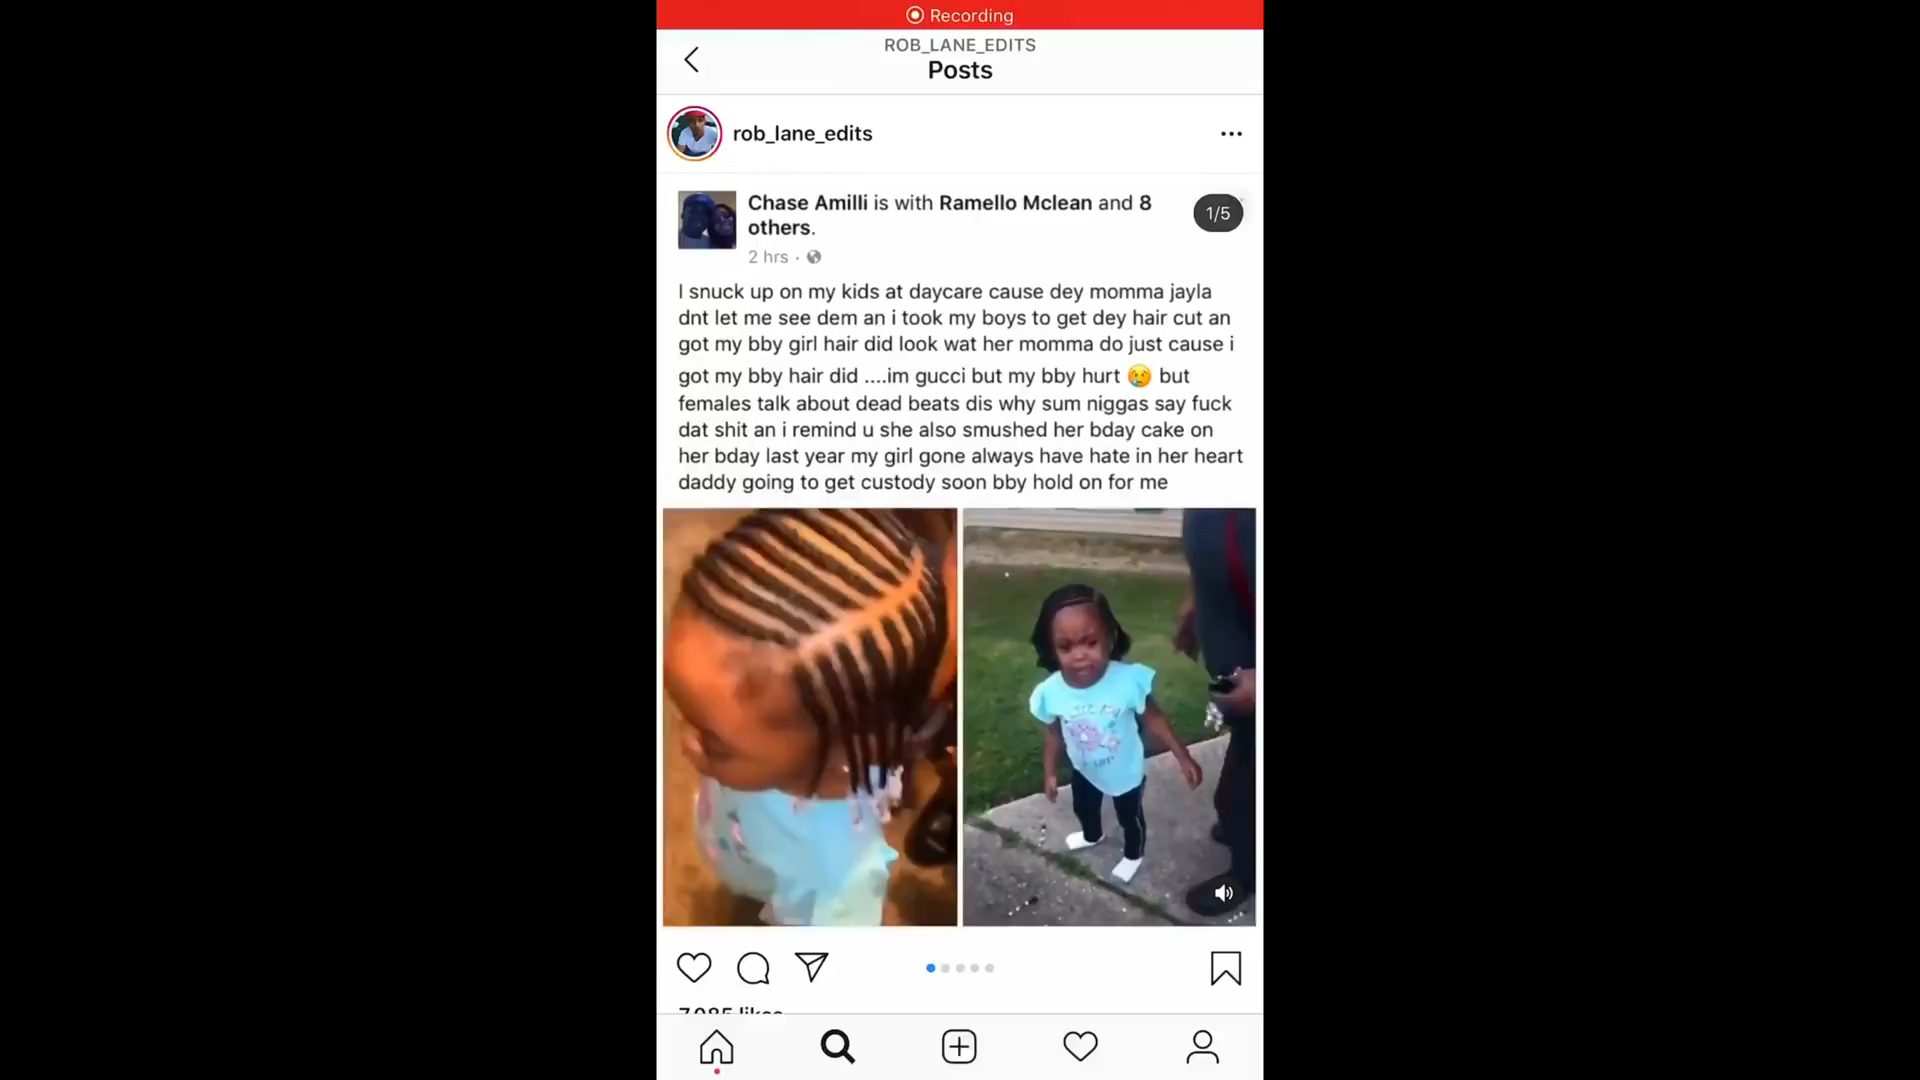 Recording
ROB_LANE_EDITS
Posts
rob_lane_edits
Chase Amilli is with Ramello Mclean and 8
others.
1/5
2 hrs ·
I snuck up on my kids at daycare cause dey momma jayla
dnt let me see dem an i took my boys to get dey hair cut an
got my bby girl hair did look wat her momma do just cause i
got my bby hair did ....im gucci but my bby hurt 😢 but
females talk about dead beats dis why sum niggas say fuck
dat shit an i remind u she also smushed her bday cake on
her bday last year my girl gone always have hate in her heart
daddy going to get custody soon bby hold on for me
7,085 likes